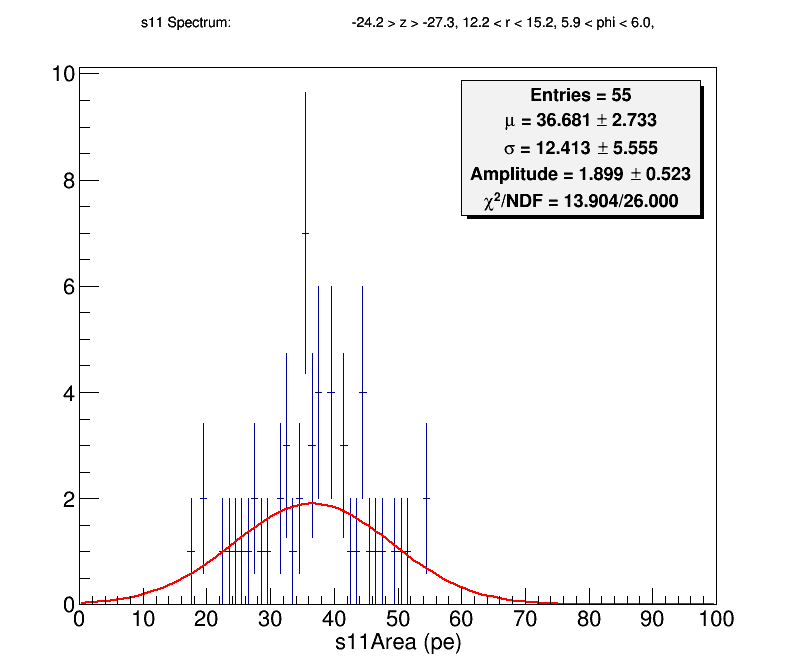 s11 Spectrum: -24.2 > z > -27.3, 12.2 < r < 15.2, 5.9 < phi < 6.0,
Entries = 55
μ = 36.681 ± 2.733
σ = 12.413 ± 5.555
Amplitude = 1.899 ± 0.523
χ²/NDF = 13.904/26.000
10
8
6
4
2
0
0 10 20 30 40 50 60 70 80 90 100
s11Area (pe)